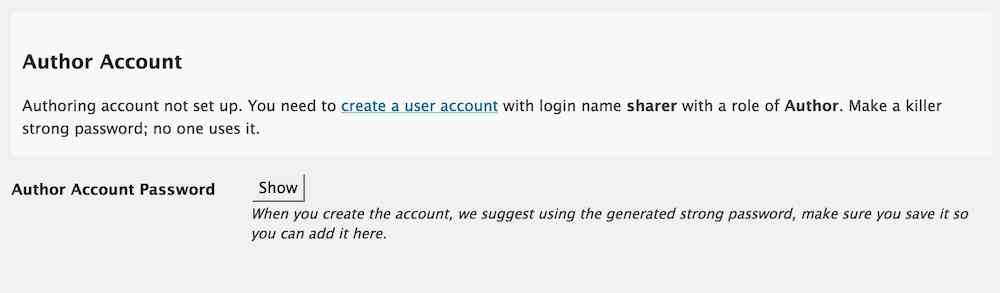 Author Account
Authoring account not set up. You need to create a user account with login name sharer with a role of Author. Make a killer
strong password; no one uses it.
Author Account Password
Show
When you create the account, we suggest using the generated strong password, make sure you save it so
you can add it here.